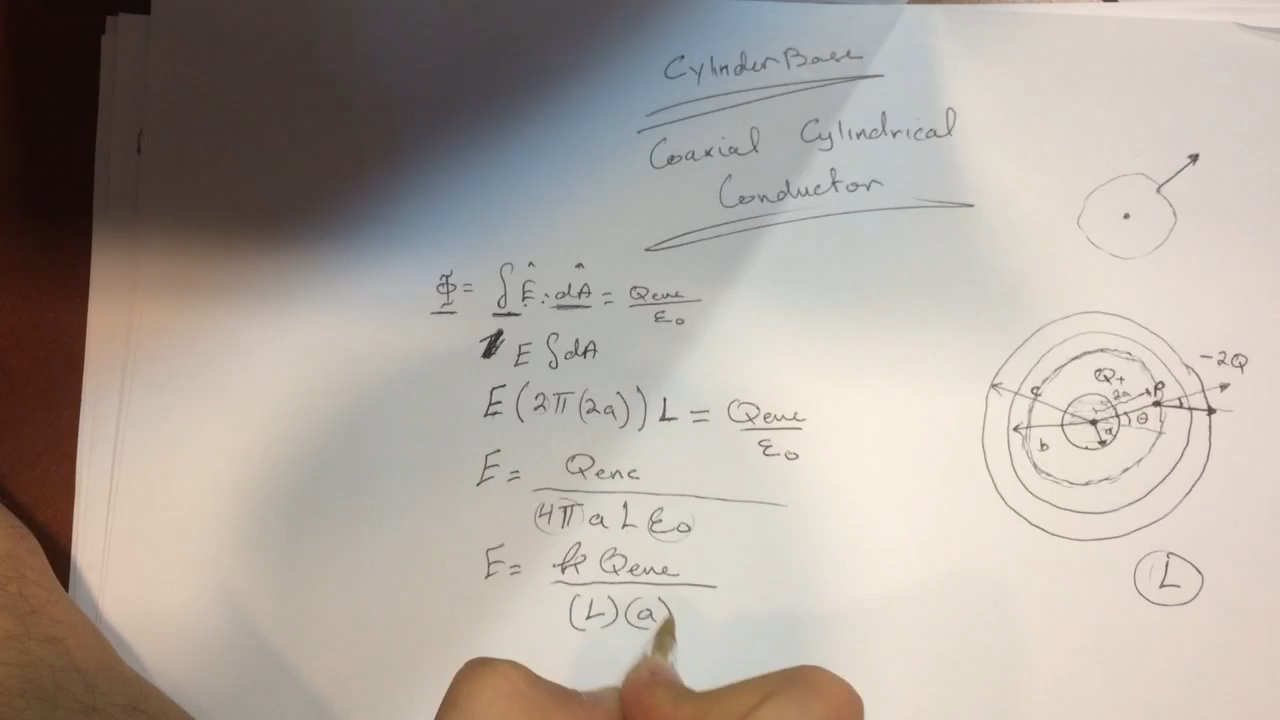 Cylinder Base
Coaxial Cylindrical
Conductor
Φ = ∫ Ê · dÂ = Qenc / ε₀
E ∫ dA
E (2π(2a)) L = Qenc / ε₀
E = Qenc / 4π a L ε₀
E = k Qenc / (L)(a)
-2Q
Q+
2a
P
c
θ
a
b
L